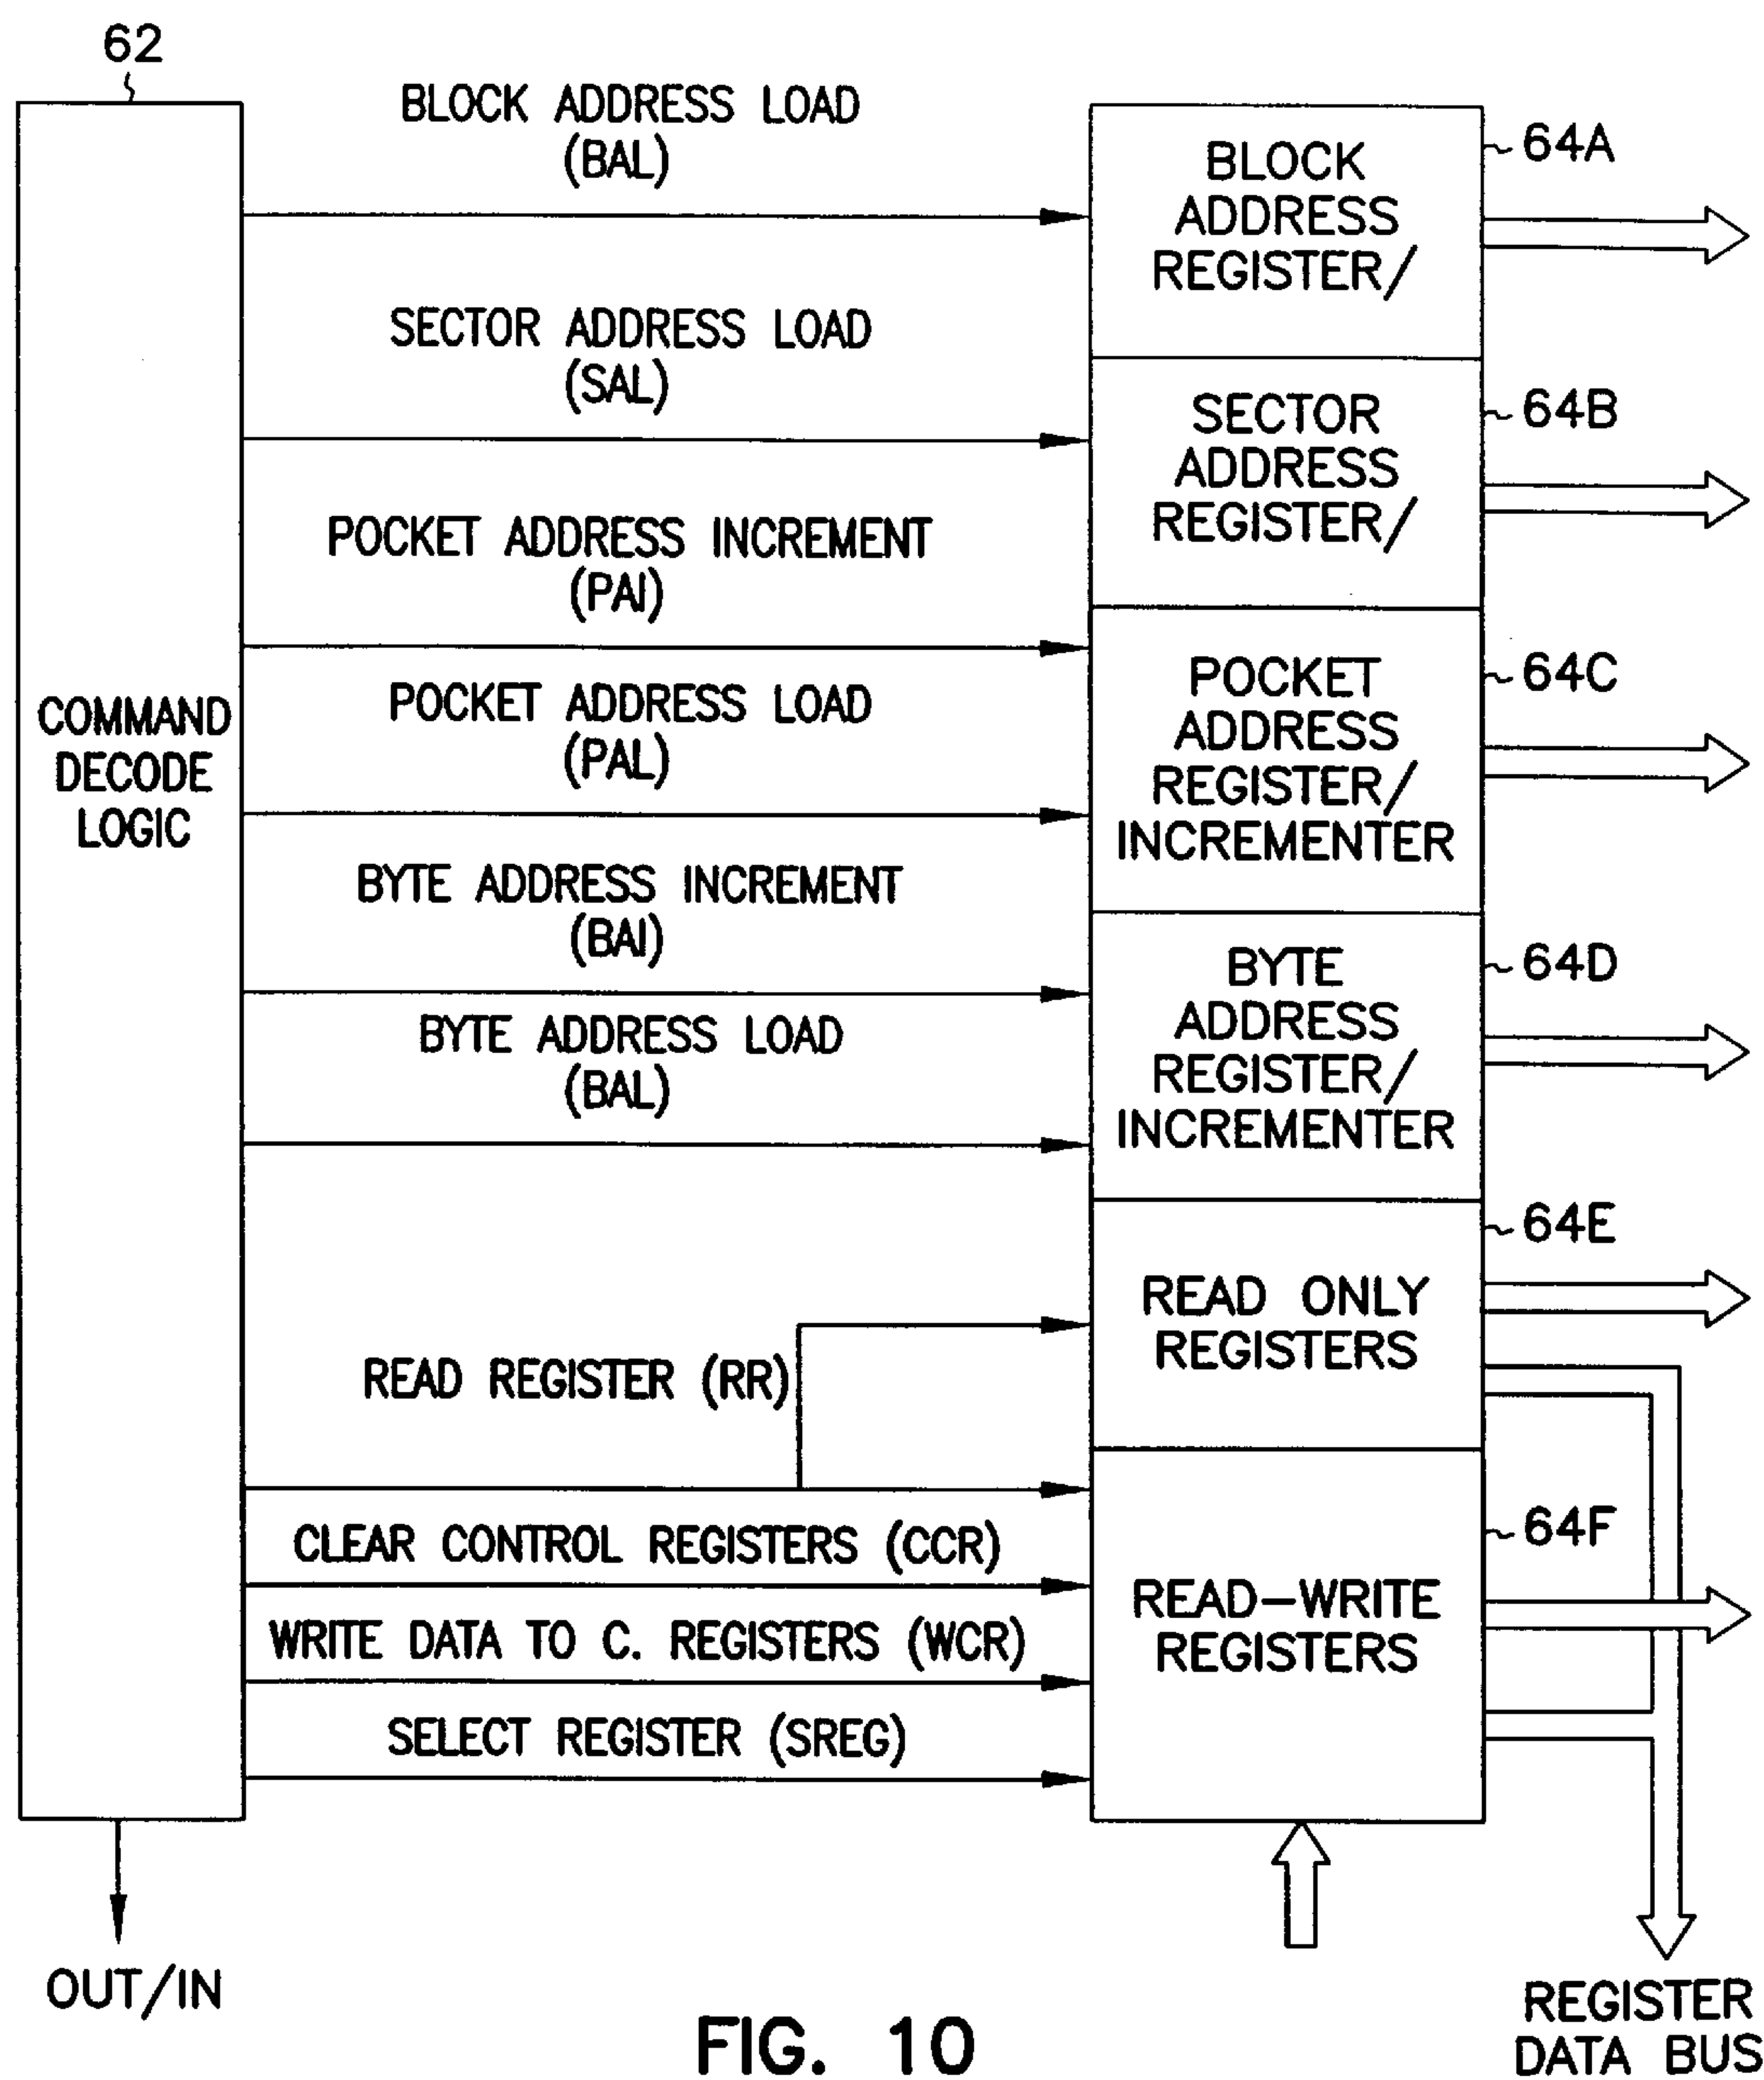 62
BLOCK ADDRESS LOAD
(BAL)
SECTOR ADDRESS LOAD
(SAL)
POCKET ADDRESS INCREMENT
(PAI)
POCKET ADDRESS LOAD
(PAL)
BYTE ADDRESS INCREMENT
(BAI)
BYTE ADDRESS LOAD
(BAL)
READ REGISTER (RR)
CLEAR CONTROL REGISTERS (CCR)
WRITE DATA TO C. REGISTERS (WCR)
SELECT REGISTER (SREG)
COMMAND
DECODE
LOGIC
OUT/IN
BLOCK
ADDRESS
REGISTER/
64A
SECTOR
ADDRESS
REGISTER/
64B
POCKET
ADDRESS
REGISTER/
INCREMENTER
64C
BYTE
ADDRESS
REGISTER/
INCREMENTER
64D
READ ONLY
REGISTERS
64E
READ-WRITE
REGISTERS
64F
REGISTER
DATA BUS
FIG. 10